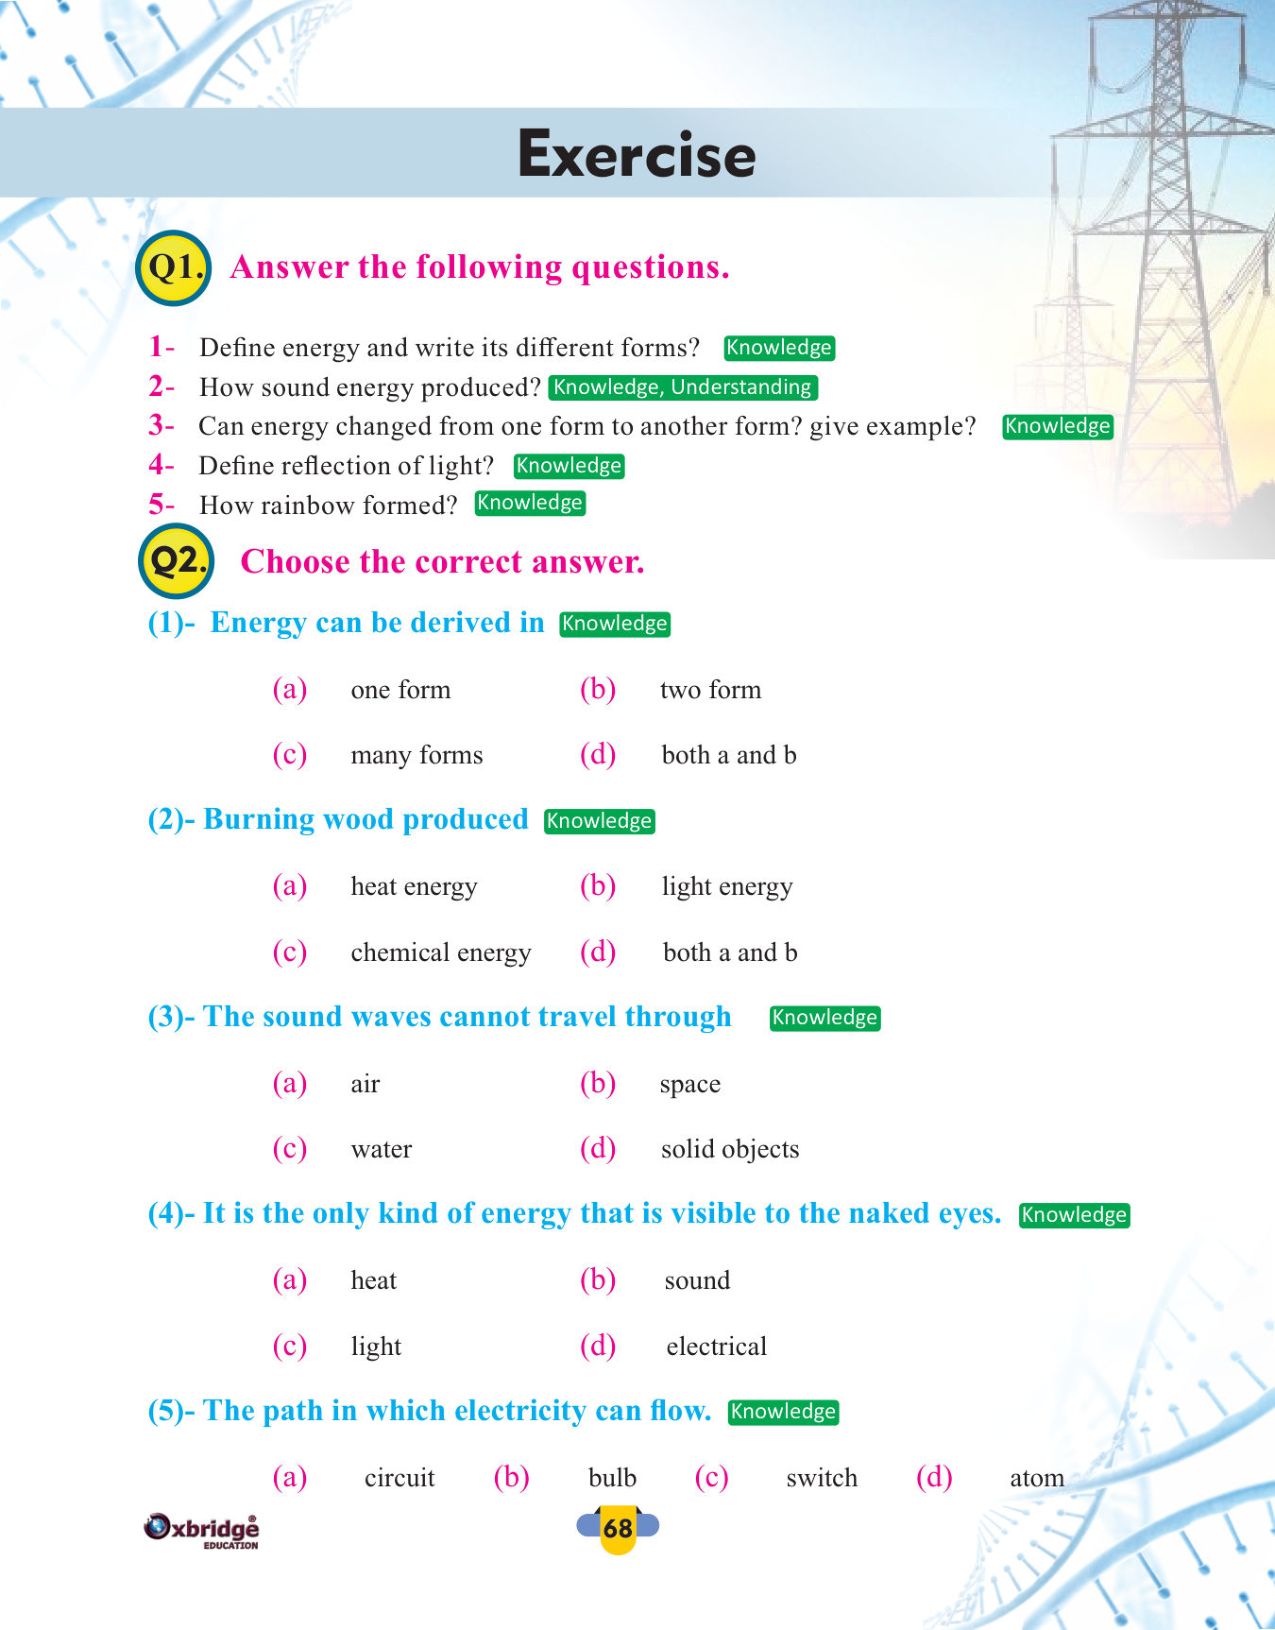 Exercise
Q1. Answer the following questions.
1- Define energy and write its different forms? Knowledge
2- How sound energy produced? Knowledge, Understanding
3- Can energy changed from one form to another form? give example? Knowledge
4- Define reflection of light? Knowledge
5- How rainbow formed? Knowledge
Q2. Choose the correct answer.
(1)- Energy can be derived in Knowledge
(a) one form (b) two form
(c) many forms (d) both a and b
(2)- Burning wood produced Knowledge
(a) heat energy (b) light energy
(c) chemical energy (d) both a and b
(3)- The sound waves cannot travel through Knowledge
(a) air (b) space
(c) water (d) solid objects
(4)- It is the only kind of energy that is visible to the naked eyes. Knowledge
(a) heat (b) sound
(c) light (d) electrical
(5)- The path in which electricity can flow. Knowledge
(a) circuit (b) bulb (c) switch (d) atom
Oxbridge®
EDUCATION
68